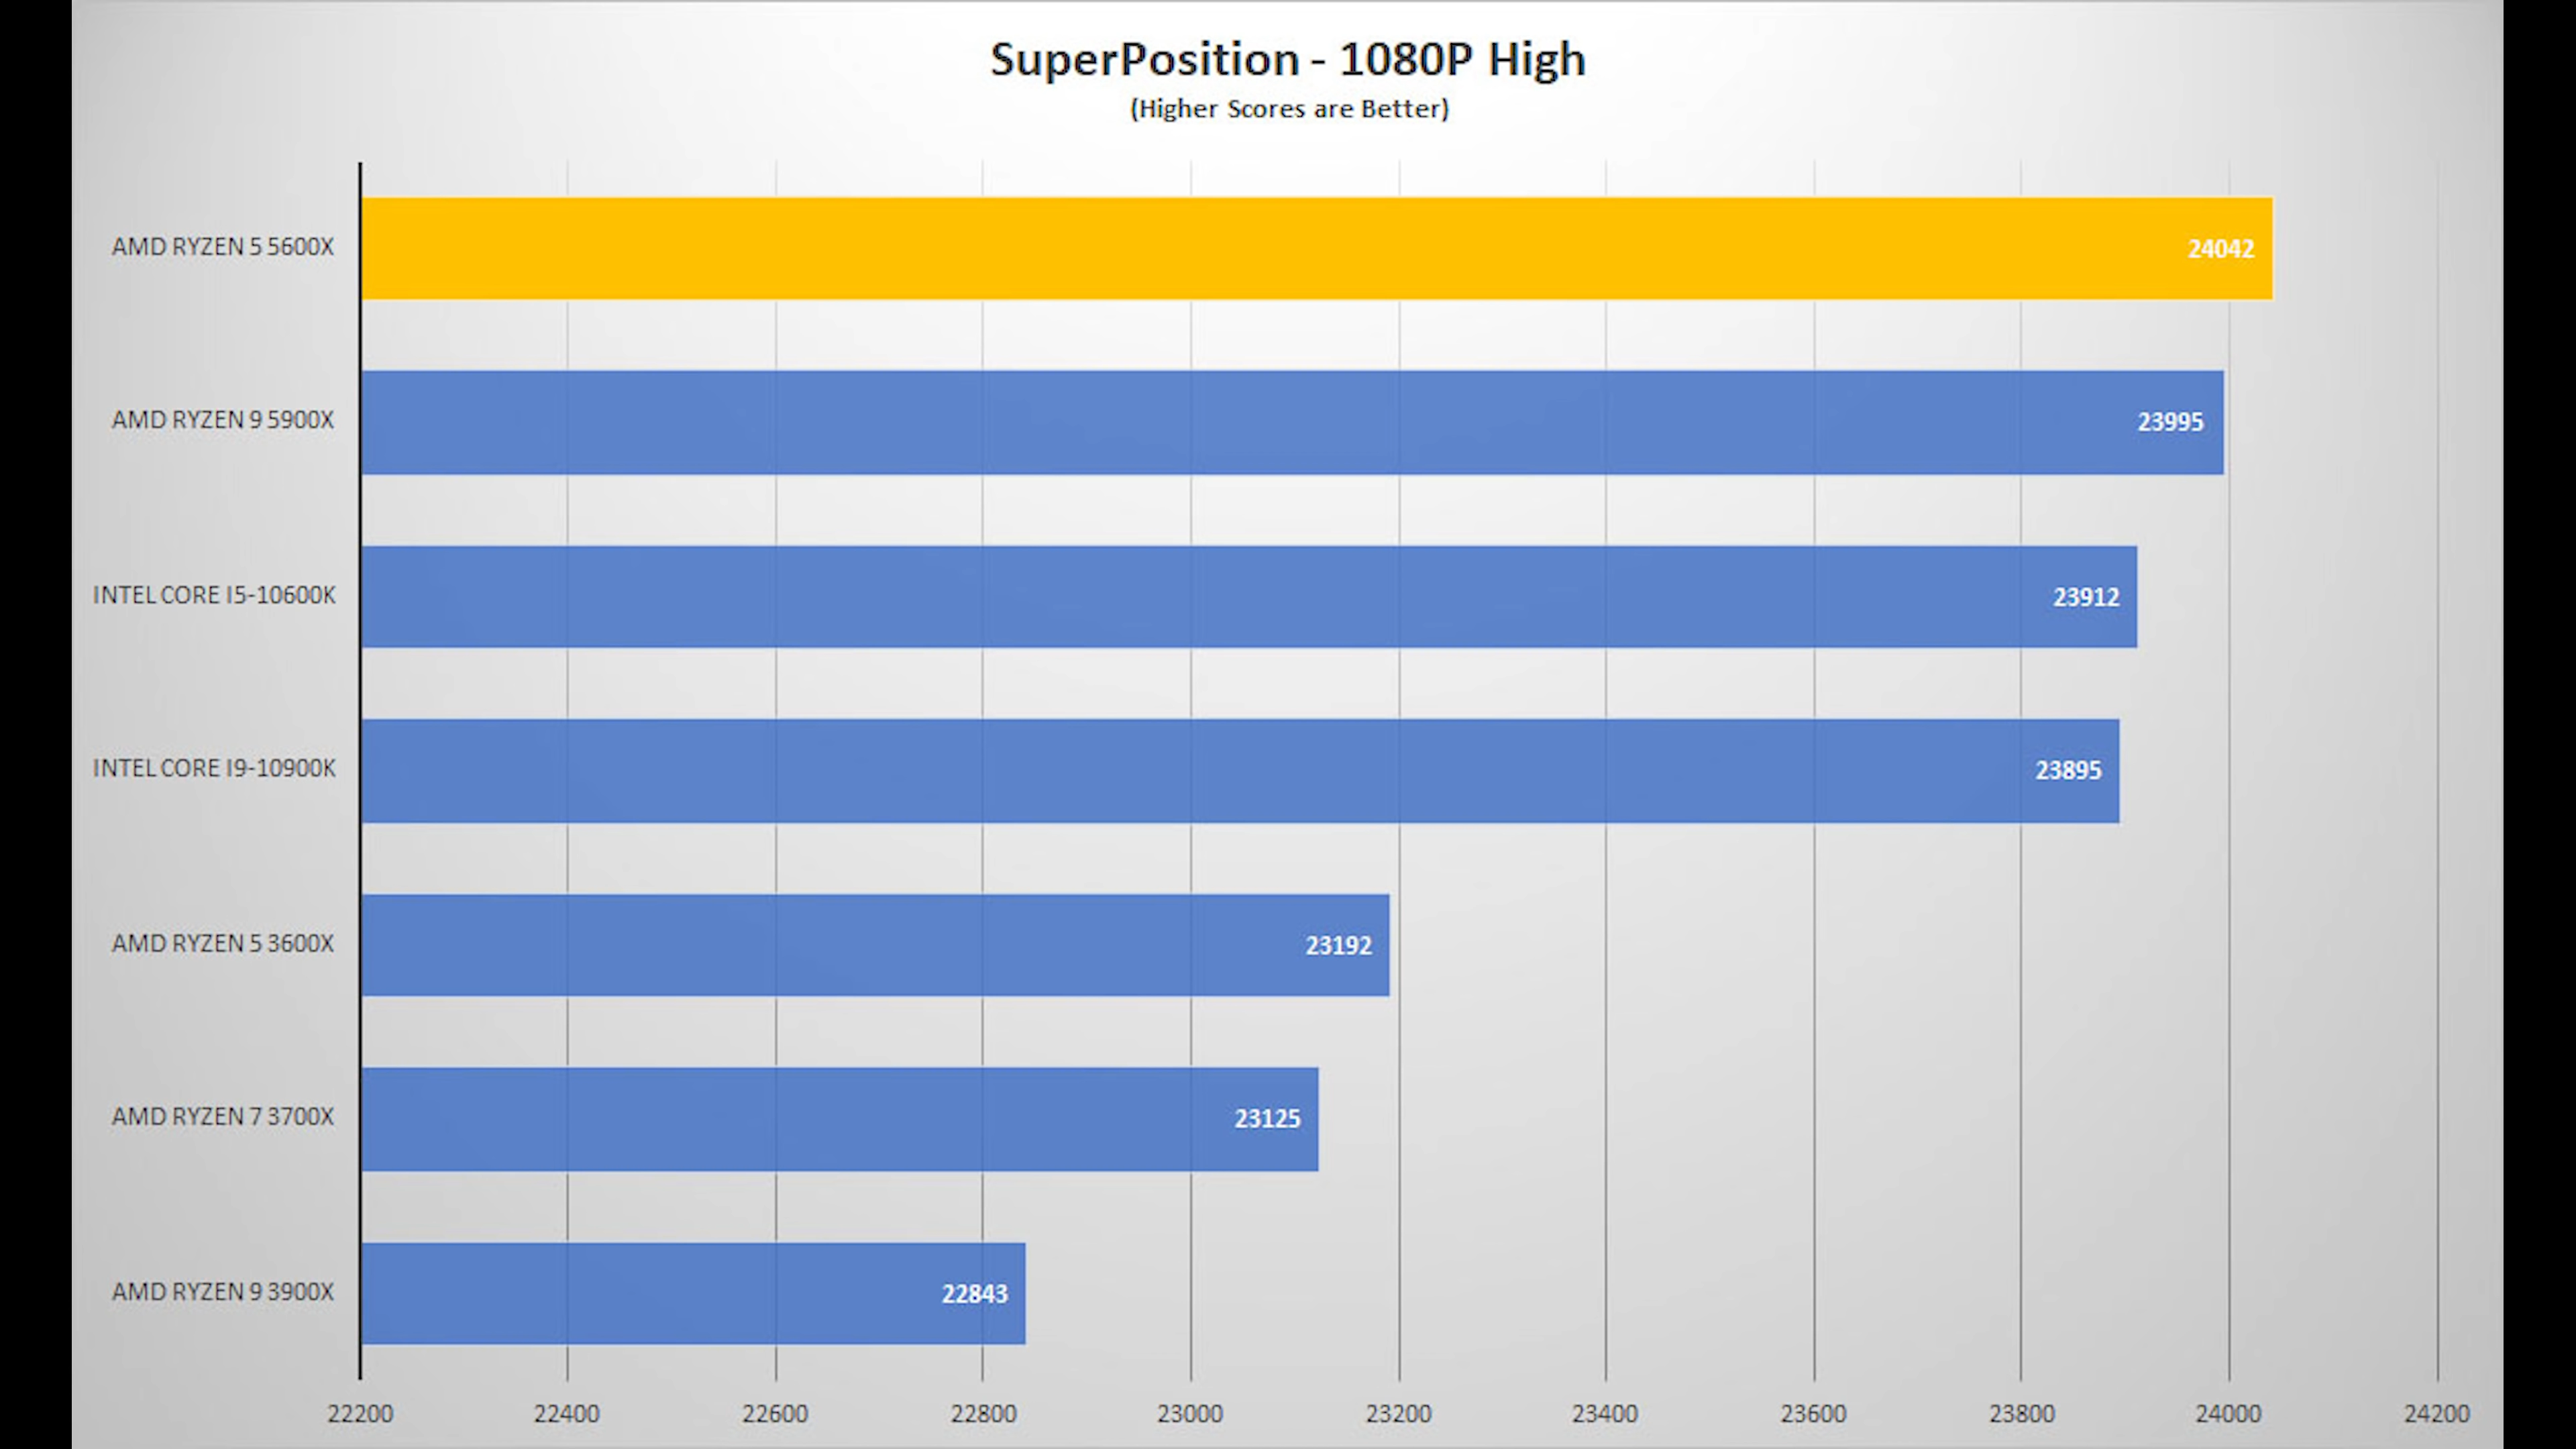 SuperPosition - 1080P High
(Higher Scores are Better)
AMD RYZEN 5 5600X
24042
AMD RYZEN 9 5900X
23995
INTEL CORE I5-10600K
23912
INTEL CORE I9-10900K
23895
AMD RYZEN 5 3600X
23192
AMD RYZEN 7 3700X
23125
AMD RYZEN 9 3900X
22843
22200 22400 22600 22800 23000 23200 23400 23600 23800 24000 24200